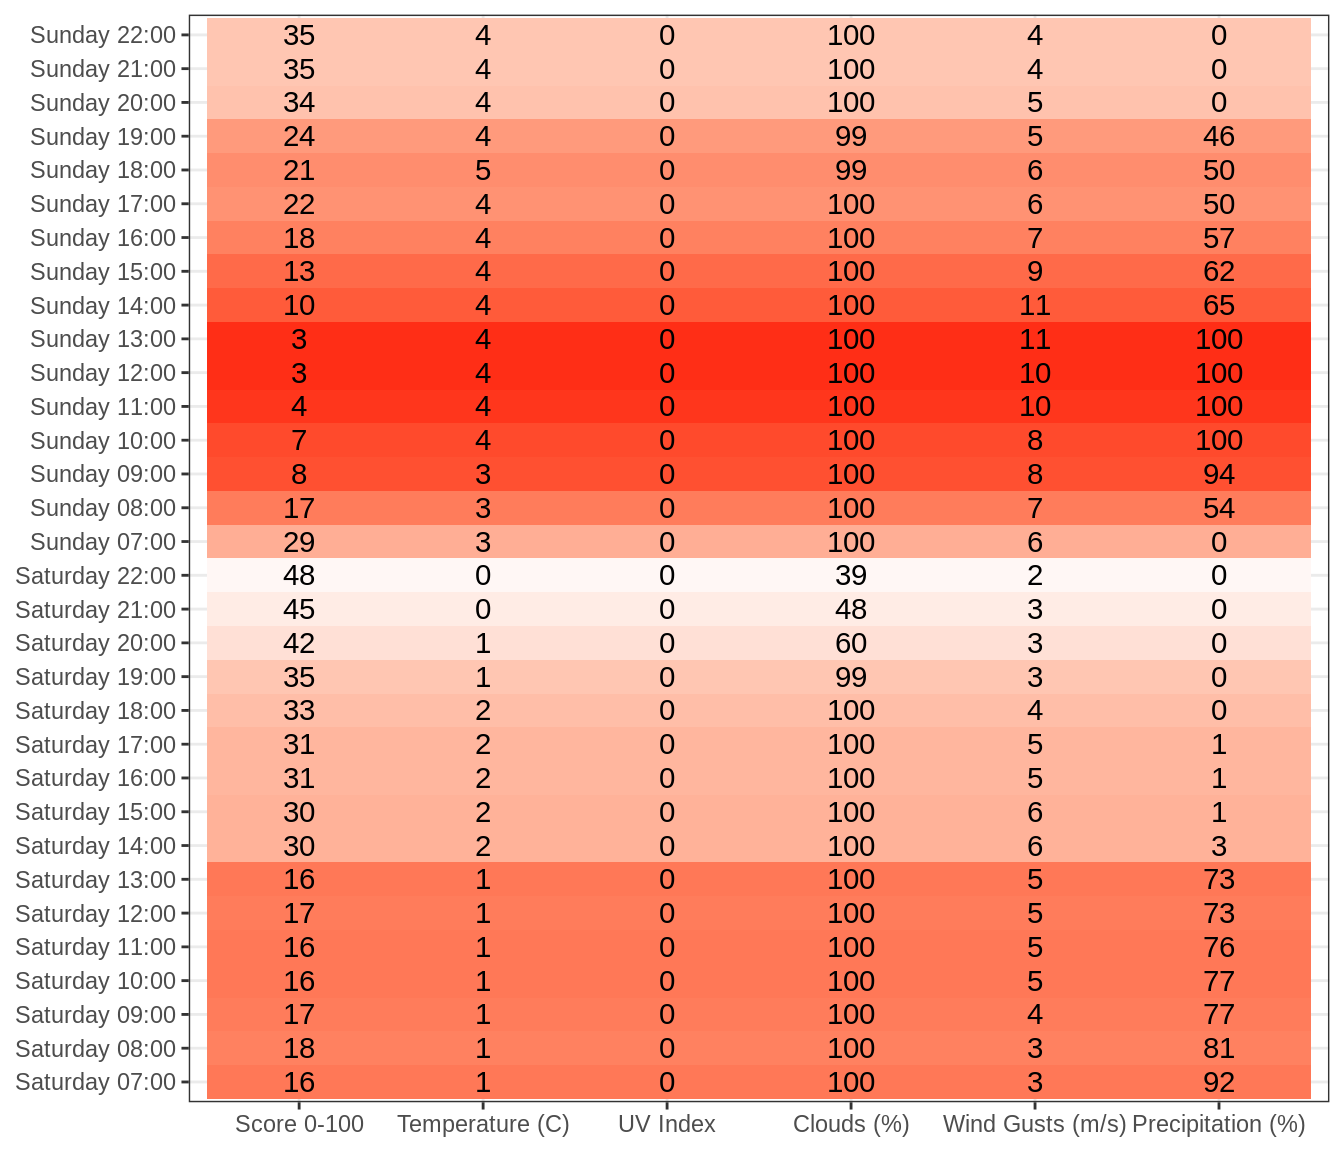 Sunday 22:00 35 4 0 100 4 0
Sunday 21:00 35 4 0 100 4 0
Sunday 20:00 34 4 0 100 5 0
Sunday 19:00 24 4 0 99 5 46
Sunday 18:00 21 5 0 99 6 50
Sunday 17:00 22 4 0 100 6 50
Sunday 16:00 18 4 0 100 7 57
Sunday 15:00 13 4 0 100 9 62
Sunday 14:00 10 4 0 100 11 65
Sunday 13:00 3 4 0 100 11 100
Sunday 12:00 3 4 0 100 10 100
Sunday 11:00 4 4 0 100 10 100
Sunday 10:00 7 4 0 100 8 100
Sunday 09:00 8 3 0 100 8 94
Sunday 08:00 17 3 0 100 7 54
Sunday 07:00 29 3 0 100 6 0
Saturday 22:00 48 0 0 39 2 0
Saturday 21:00 45 0 0 48 3 0
Saturday 20:00 42 1 0 60 3 0
Saturday 19:00 35 1 0 99 3 0
Saturday 18:00 33 2 0 100 4 0
Saturday 17:00 31 2 0 100 5 1
Saturday 16:00 31 2 0 100 5 1
Saturday 15:00 30 2 0 100 6 1
Saturday 14:00 30 2 0 100 6 3
Saturday 13:00 16 1 0 100 5 73
Saturday 12:00 17 1 0 100 5 73
Saturday 11:00 16 1 0 100 5 76
Saturday 10:00 16 1 0 100 5 77
Saturday 09:00 17 1 0 100 4 77
Saturday 08:00 18 1 0 100 3 81
Saturday 07:00 16 1 0 100 3 92
Score 0-100 Temperature (C) UV Index Clouds (%) Wind Gusts (m/s) Precipitation (%)